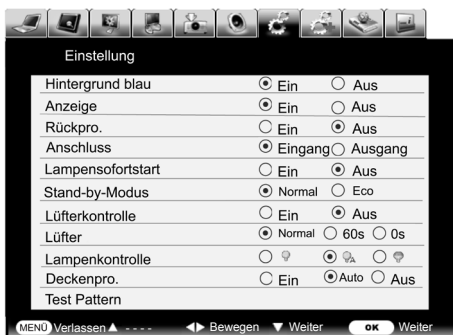 Einstellung
Hintergrund blau Ein Aus
Anzeige Ein Aus
Rückpro. Ein Aus
Anschluss Eingang Ausgang
Lampensofortstart Ein Aus
Stand-by-Modus Normal Eco
Lüfterkontrolle Ein Aus
Lüfter Normal 60s 0s
Lampenkontrolle A
Deckenpro. Ein Auto Aus
Test Pattern
MENÜ Verlassen ▲ - - - - ◀▶ Bewegen ▼ Weiter OK Weiter